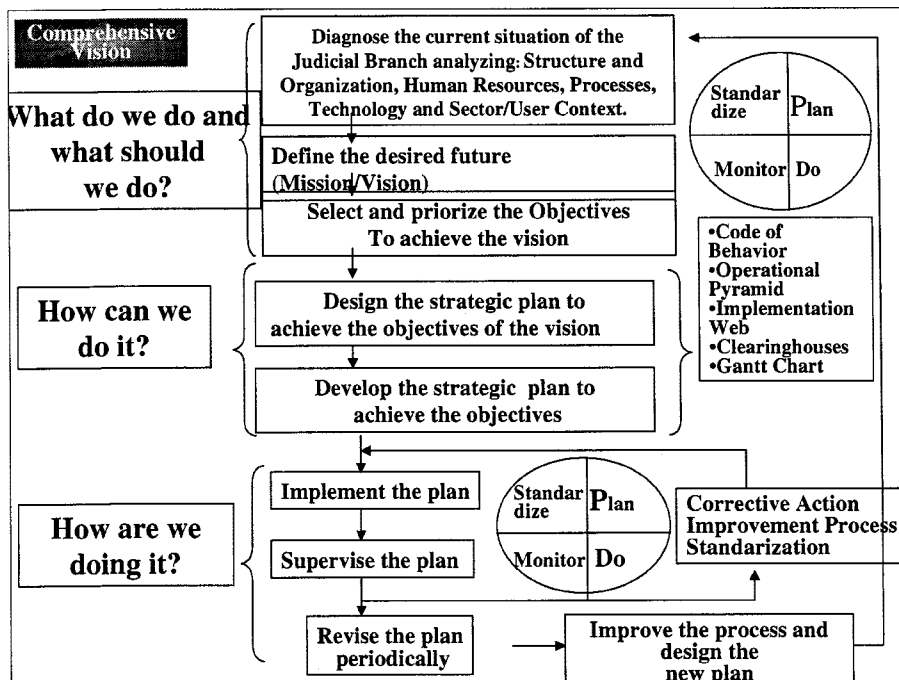 Comprehensive
Vision
Diagnose the current situation of the
Judicial Branch analyzing: Structure and
Organization, Human Resources, Processes,
Technology and Sector/User Context.
What do we do and
what should
we do?
Define the desired future
(Mission/Vision)
Select and priorize the Objectives
To achieve the vision
Standar
dize
Plan
Monitor
Do
•Code of
Behavior
•Operational
Pyramid
•Implementation
Web
•Clearinghouses
•Gantt Chart
How can we
do it?
Design the strategic plan to
achieve the objectives of the vision
Develop the strategic plan to
achieve the objectives
How are we
doing it?
Implement the plan
Supervise the plan
Revise the plan
periodically
Standar
dize
Plan
Monitor
Do
Corrective Action
Improvement Process
Standarization
Improve the process and
design the
new plan